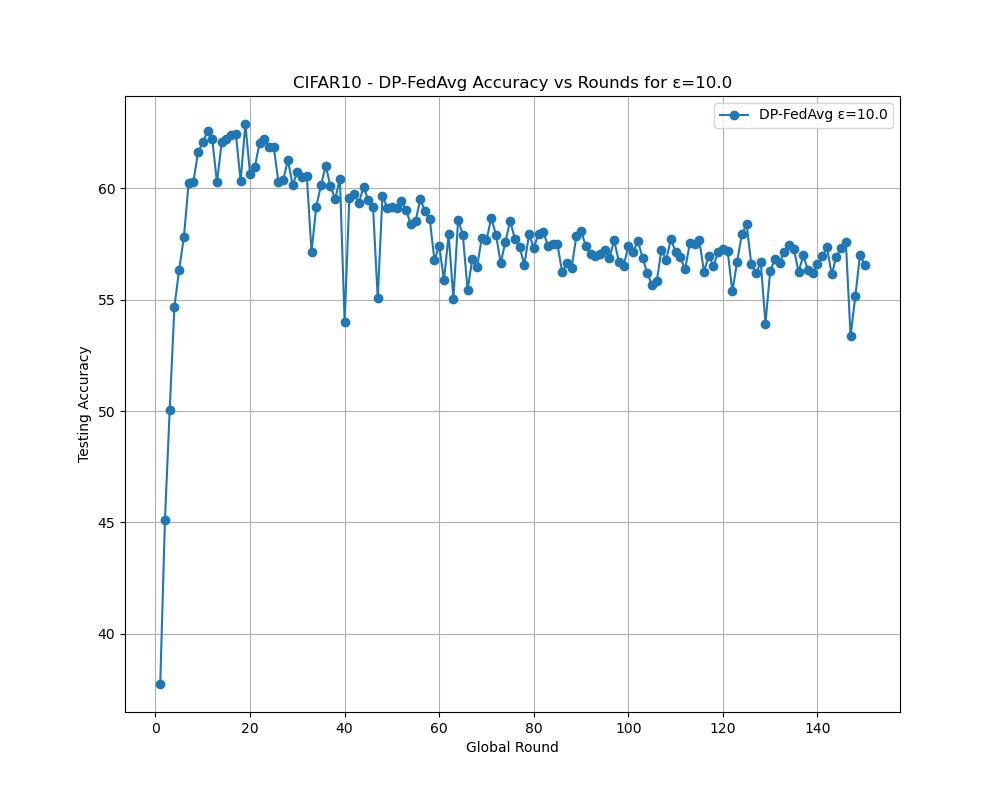 CIFAR10 - DP-FedAvg Accuracy vs Rounds for ε=10.0
DP-FedAvg ε=10.0
Testing Accuracy
60
55
50
45
40
0 20 40 60 80 100 120 140
Global Round